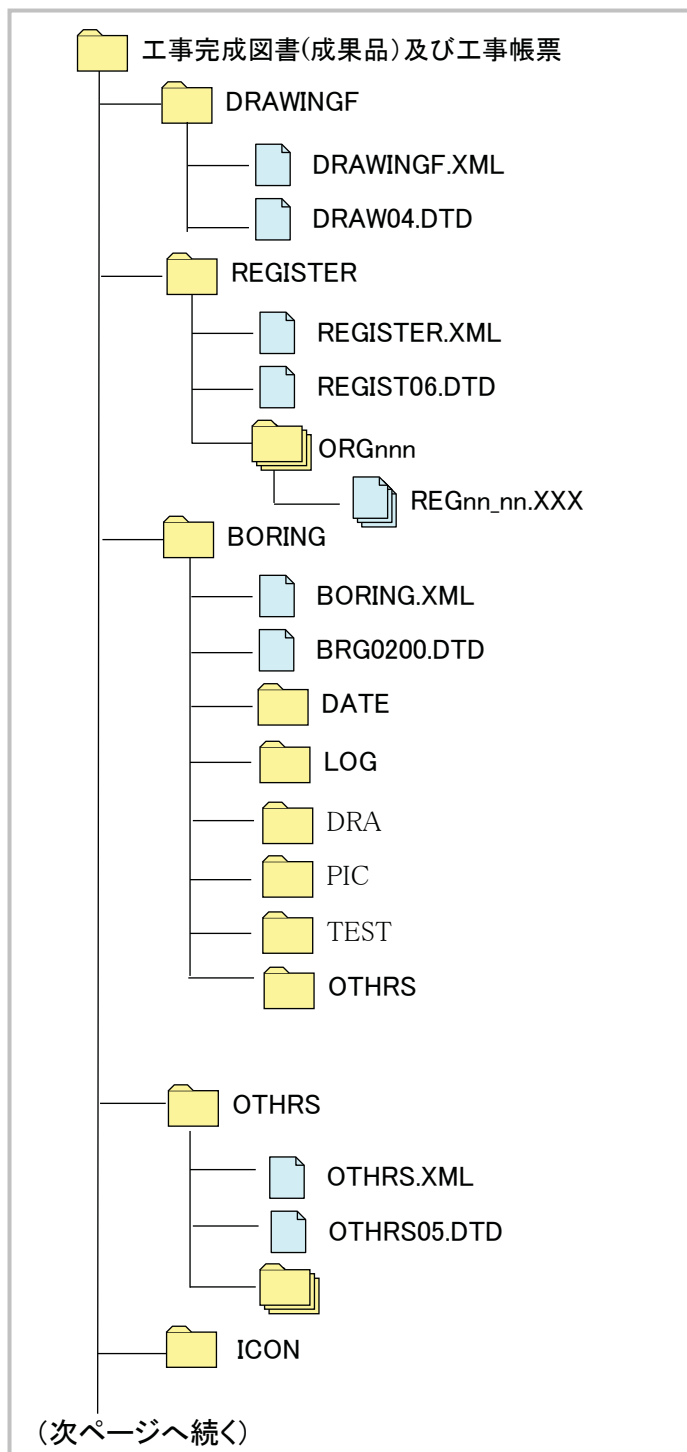 工事完成図書(成果品)及び工事帳票
DRAWINGF
DRAWINGF.XML
DRAW04.DTD
REGISTER
REGISTER.XML
REGIST06.DTD
ORGnnn
REGnn_nn.XXX
BORING
BORING.XML
BRG0200.DTD
DATE
LOG
DRA
PIC
TEST
OTHRS
OTHRS
OTHRS.XML
OTHRS05.DTD
ICON
(次ページへ続く)